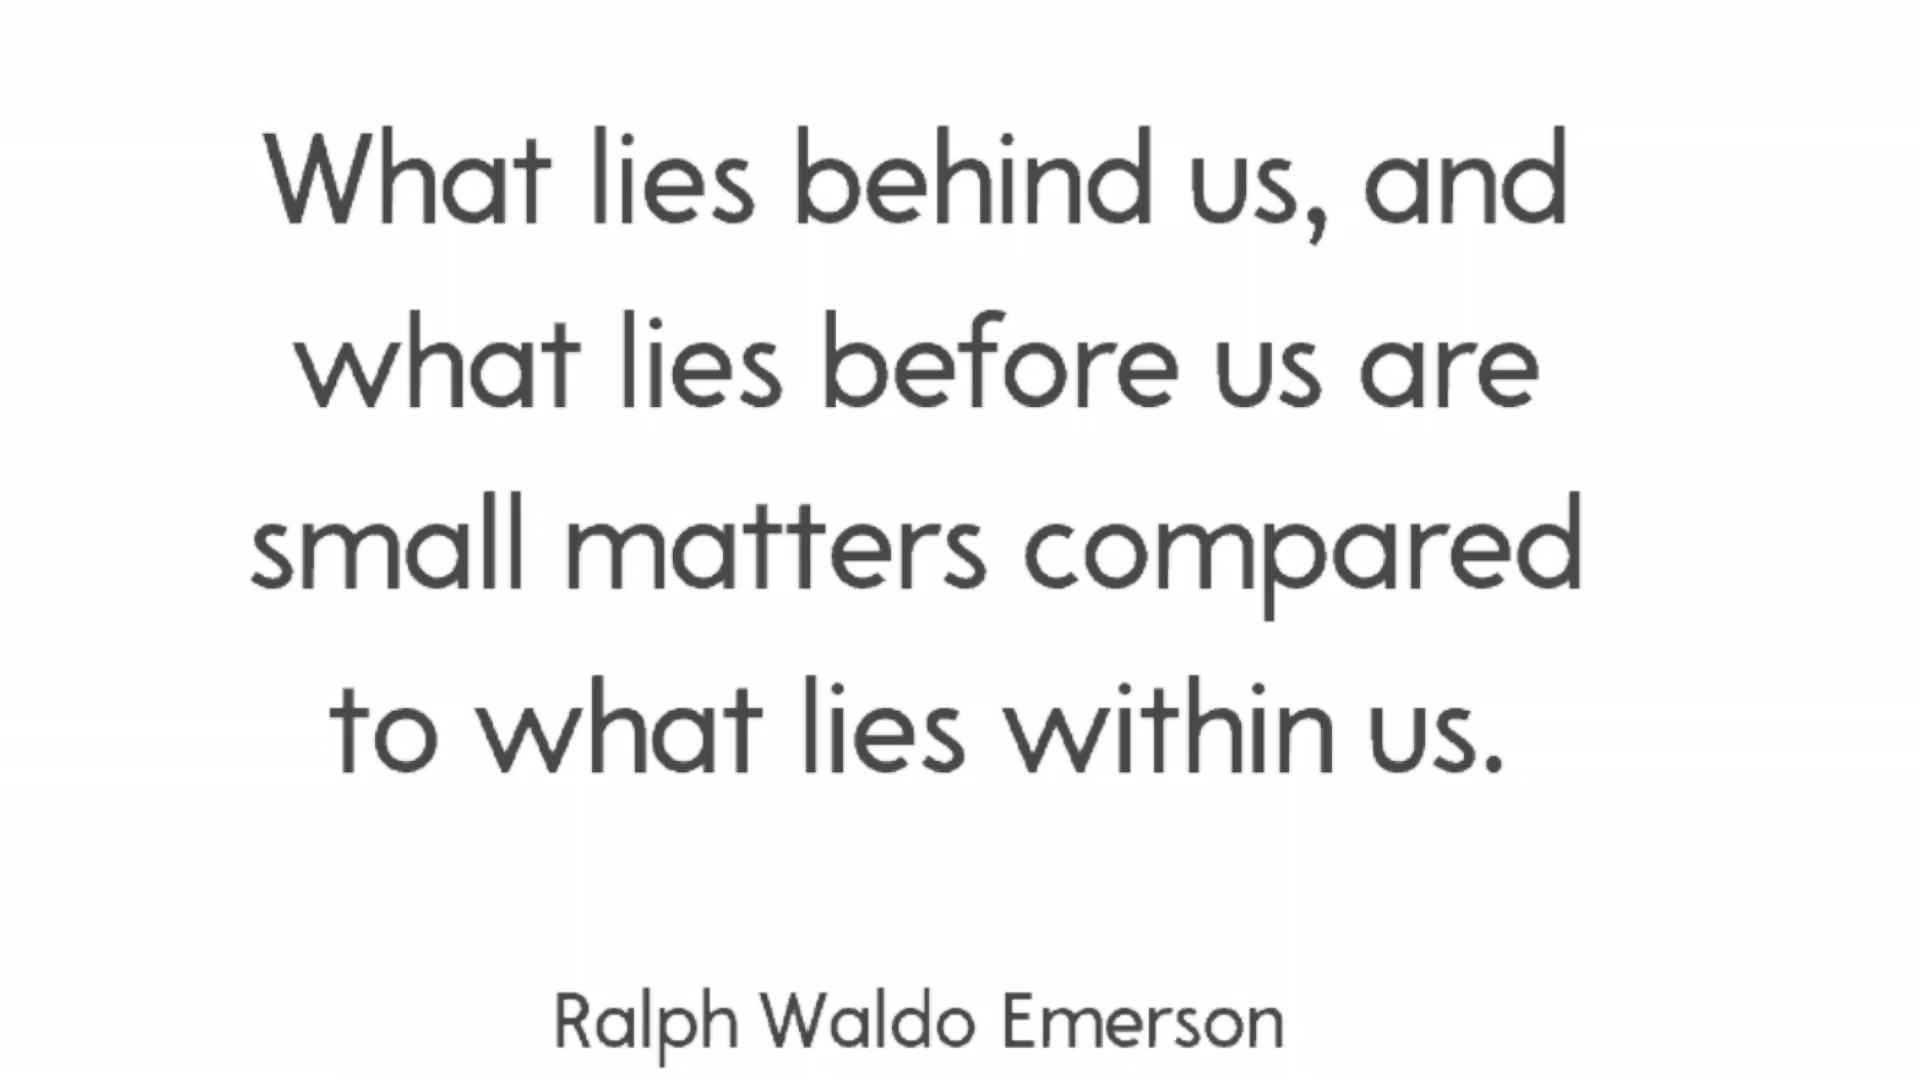 What lies behind us, and
what lies before us are
small matters compared
to what lies within us.
Ralph Waldo Emerson